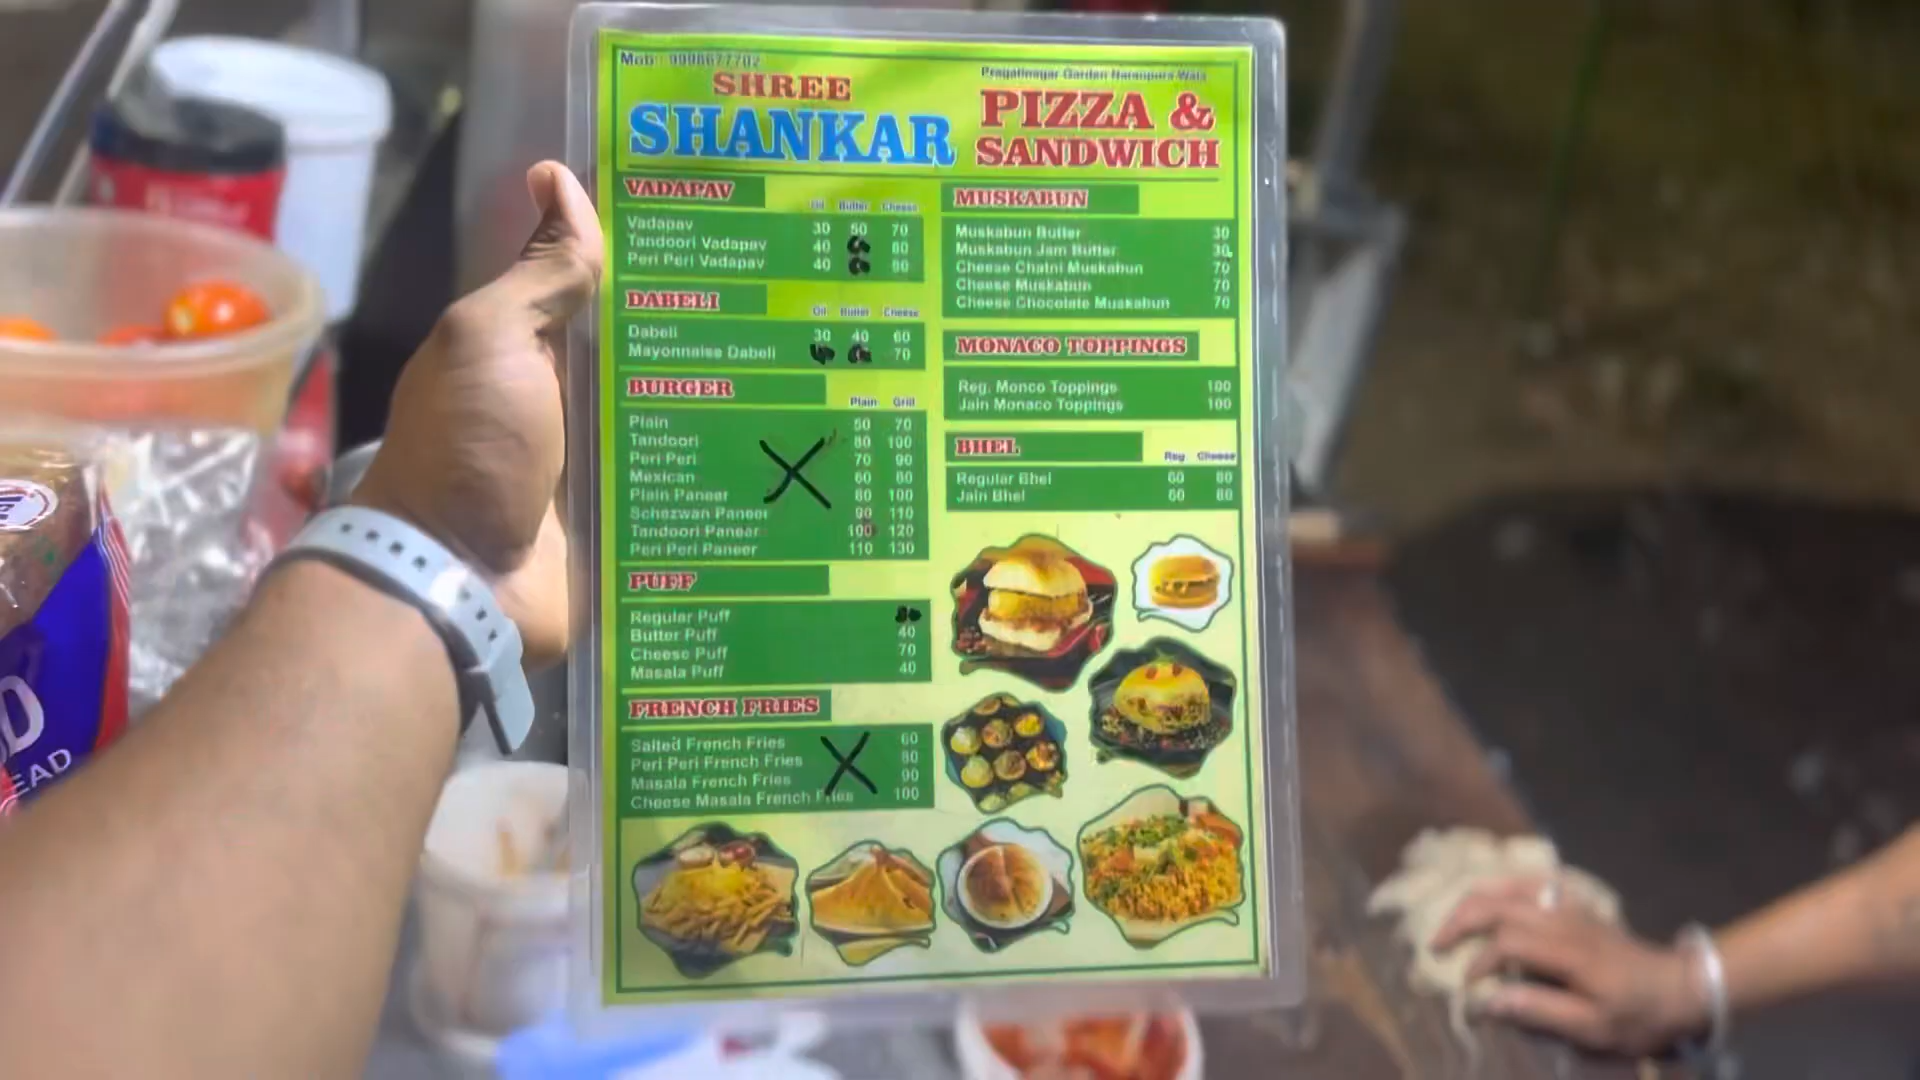 Mob: 9998677702
Pragatinagar Garden Naranpura Wala
SHREE
SHANKAR
PIZZA &
SANDWICH
VADAPAV
Oil Butter Cheese
Vadapav 30 50 70
Tandoori Vadapav 40 80
Peri Peri Vadapav 40 80
DABELI
Oil Butter Cheese
Dabeli 30 40 60
Mayonnaise Dabeli 70
BURGER
Plain Grill
Plain 50 70
Tandoori 80 100
Peri Peri 70 90
Mexican 60 80
Plain Paneer 80 100
Schezwan Paneer 90 110
Tandoori Paneer 100 120
Peri Peri Paneer 110 130
PUFF
Regular Puff
Butter Puff 40
Cheese Puff 70
Masala Puff 40
FRENCH FRIES
Salted French Fries 60
Peri Peri French Fries 80
Masala French Fries 90
Cheese Masala French Fries 100
MUSKABUN
Muskabun Butter 30
Muskabun Jam Butter 30
Cheese Chatni Muskabun 70
Cheese Muskabun 70
Cheese Chocolate Muskabun 70
MONACO TOPPINGS
Reg. Monco Toppings 100
Jain Monaco Toppings 100
BHEL
Reg. Cheese
Regular Bhel 60 80
Jain Bhel 60 80